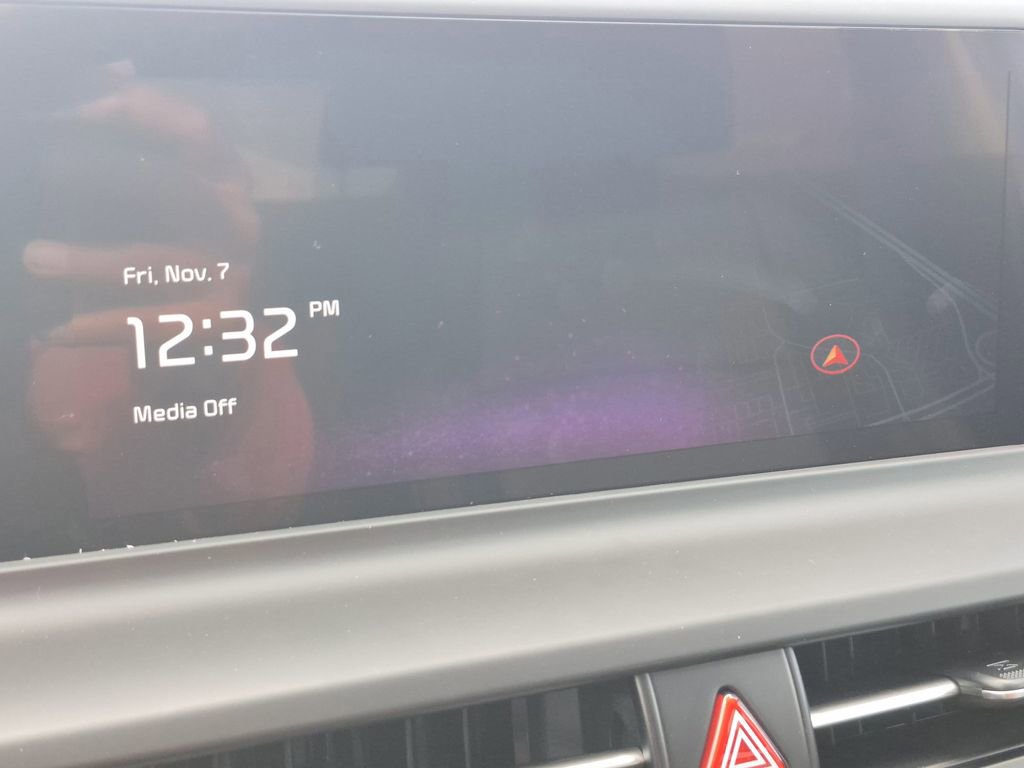 Fri, Nov. 7
12:32 PM
Media Off